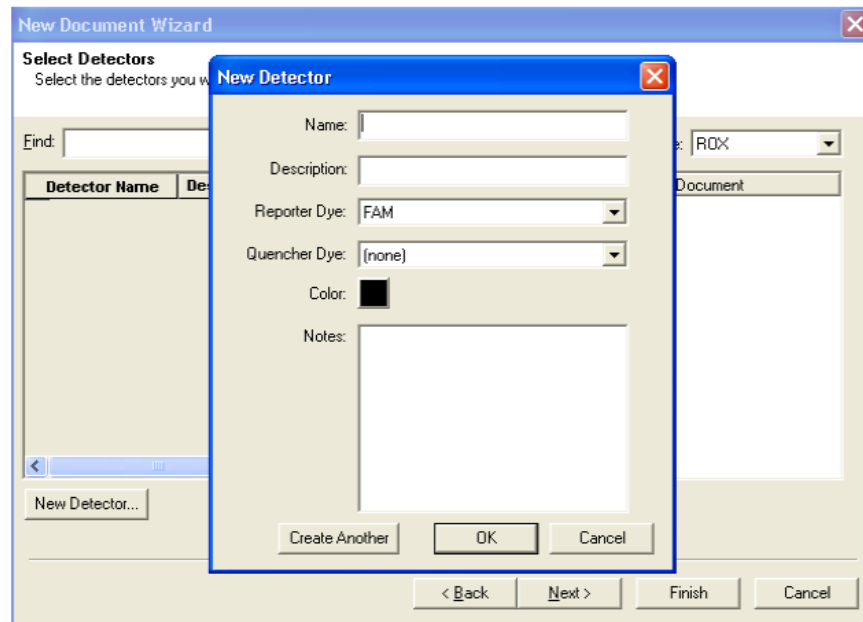 New Document Wizard
Select Detectors
Select the detectors you w
New Detector
Name:
Find:
e: ROX
Description:
Detector Name
Des
Document
Reporter Dye: FAM
Quencher Dye: (none)
Color:
Notes:
New Detector...
Create Another
OK
Cancel
< Back
Next >
Finish
Cancel